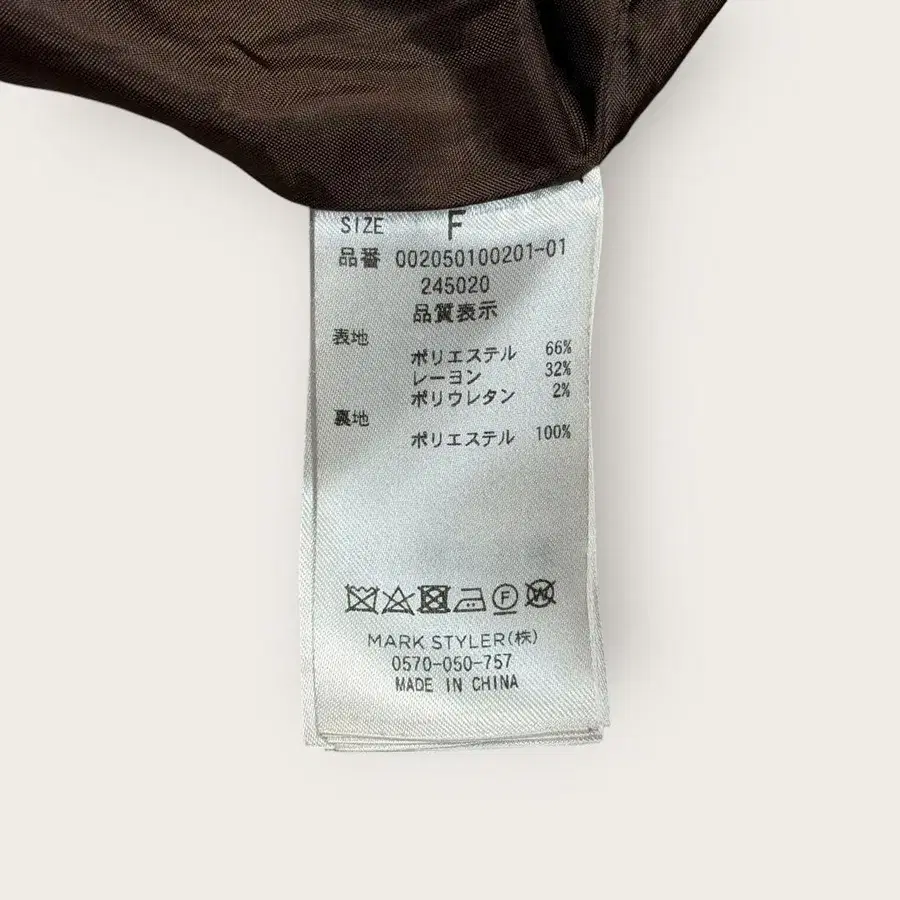 SIZE F
品番 002050100201-01
245020
品質表示
表地
ポリエステル 66%
レーヨン 32%
ポリウレタン 2%
裏地
ポリエステル 100%
F W
MARK STYLER(株)
0570-050-757
MADE IN CHINA